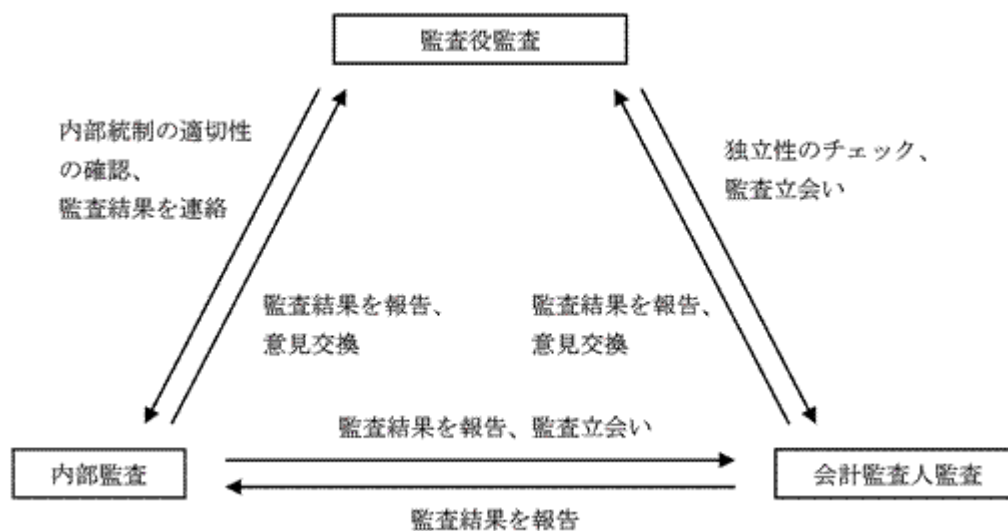 監査役監査
内部統制の適切性
の確認、
監査結果を連絡
独立性のチェック、
監査立会い
監査結果を報告、
意見交換
監査結果を報告、
意見交換
監査結果を報告、監査立会い
内部監査
会計監査人監査
監査結果を報告